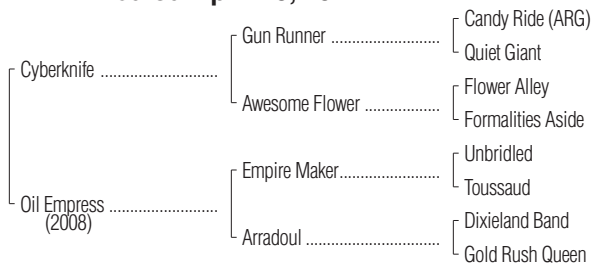 Candy Ride (ARG)
Gun Runner
Quiet Giant
Cyberknife
Flower Alley
Awesome Flower
Formalities Aside
Unbridled
Empire Maker
Toussaud
Oil Empress
(2008)
Dixieland Band
Arradoul
Gold Rush Queen